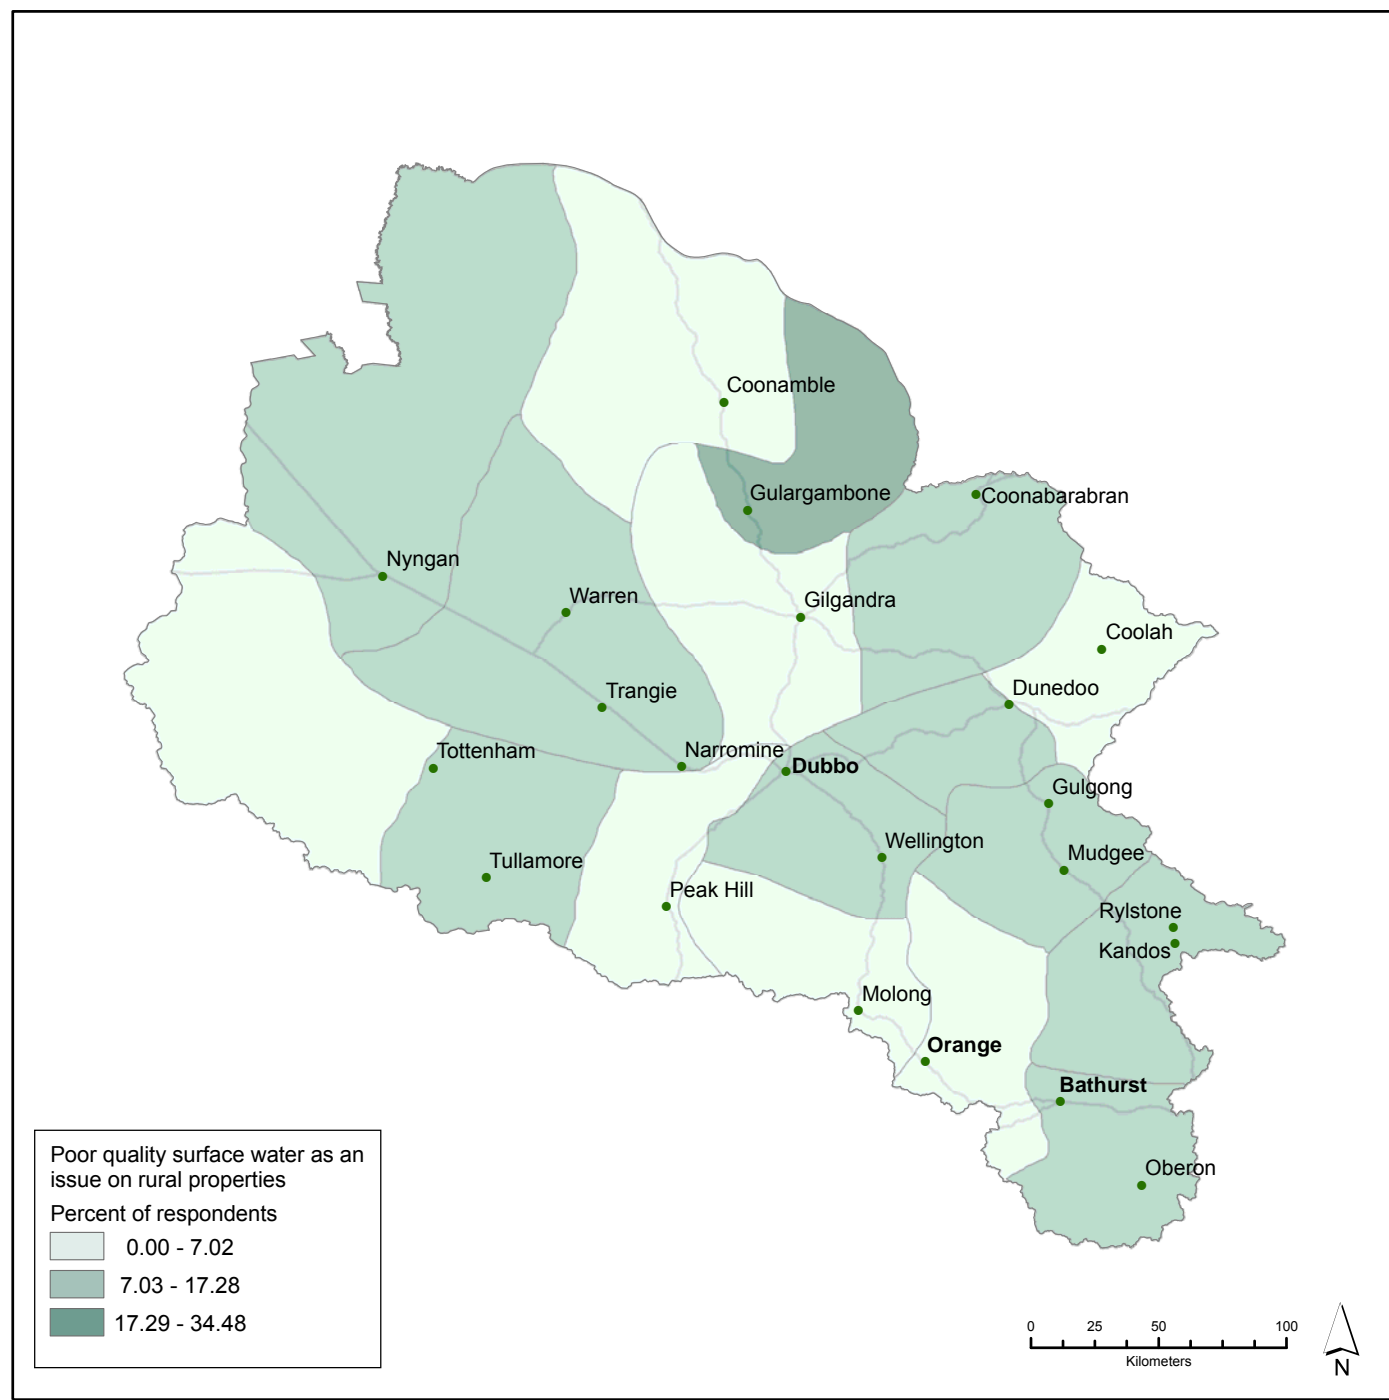 Coonamble
Gulargambone
Coonabarabran
Nyngan
Warren
Gilgandra
Coolah
Trangie
Dunedoo
Tottenham
Narromine
Dubbo
Gulgong
Wellington
Mudgee
Tullamore
Peak Hill
Rylstone
Kandos
Molong
Orange
Bathurst
Oberon
Poor quality surface water as an
issue on rural properties
Percent of respondents
0.00 - 7.02
7.03 - 17.28
17.29 - 34.48
0 25 50 100
Kilometers
N